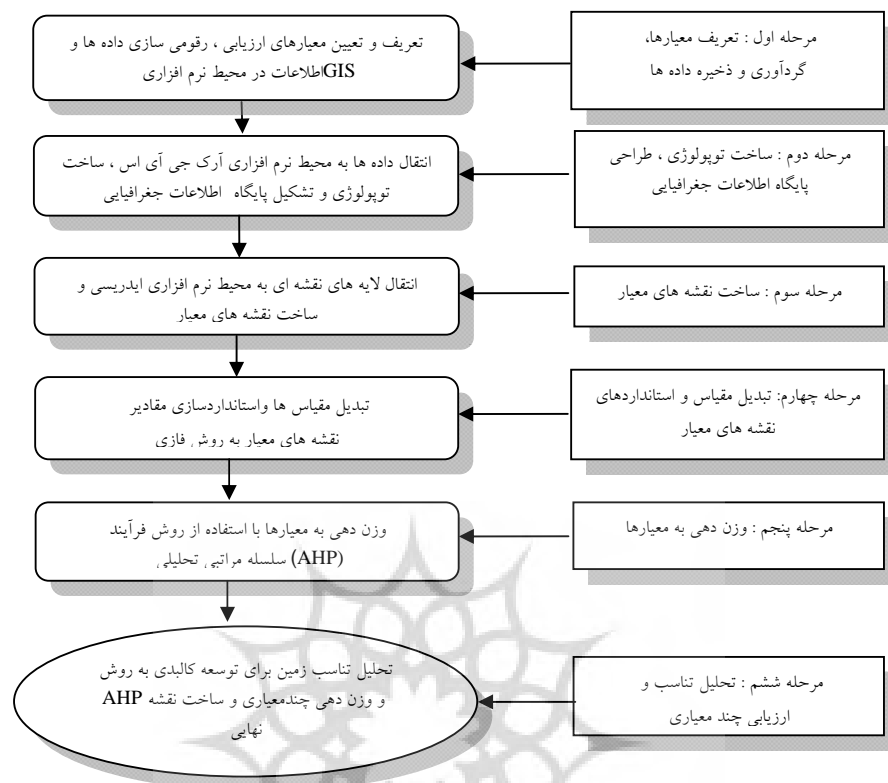 مرحله اول : تعریف معیارها،
گردآوری و ذخیره داده ها
تعریف و تعیین معیارهای ارزیابی ، رقومی سازی داده ها و
GISاطلاعات در محیط نرم افزاری
مرحله دوم : ساخت توپولوژی ، طراحی
پایگاه اطلاعات جغرافیایی
انتقال داده ها به محیط نرم افزاری آرک جی آی اس ، ساخت
توپولوژی و تشکیل پایگاه اطلاعات جغرافیایی
مرحله سوم : ساخت نقشه های معیار
انتقال لایه های نقشه ای به محیط نرم افزاری ایدریسی و
ساخت نقشه های معیار
مرحله چهارم: تبدیل مقیاس و استانداردهای
نقشه های معیار
تبدیل مقیاس ها واستانداردسازی مقادیر
نقشه های معیار به روش فازی
مرحله پنجم : وزن دهی به معیارها
وزن دهی به معیارها با استفاده از روش فرآیند
(AHP) سلسله مراتبی تحلیلی
مرحله ششم : تحلیل تناسب و
ارزیابی چند معیاری
تحلیل تناسب زمین برای توسعه کالبدی به روش
و وزن دهی چندمعیاری و ساخت نقشه AHP
نهایی